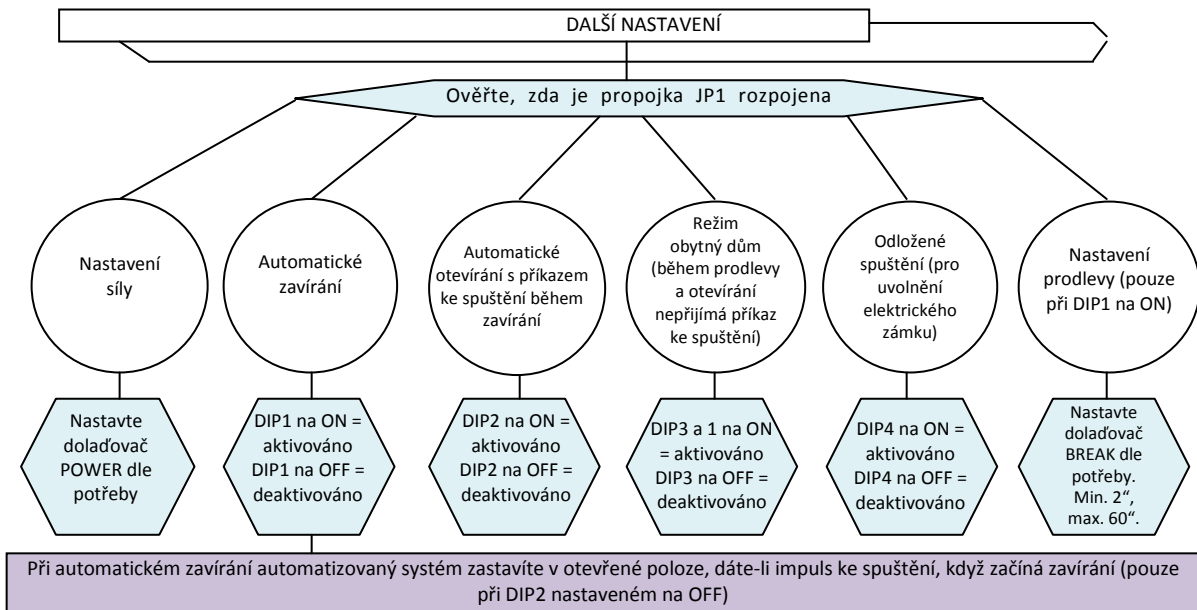 DALŠÍ NASTAVENÍ
Ověřte, zda je propojka JP1 rozpojena
Nastavení
síly
Automatické
zavírání
Automatické
otevírání s příkazem
ke spuštění během
zavírání
Režim
obytný dům
(během prodlevy
a otevírání
nepřijímá příkaz
ke spuštění)
Odložené
spuštění (pro
uvolnění
elektrického
zámku)
Nastavení
prodlevy (pouze
při DIP1 na ON)
Nastavte
dolaďovač
POWER dle
potřeby
DIP1 na ON =
aktivováno
DIP1 na OFF =
deaktivováno
DIP2 na ON =
aktivováno
DIP2 na OFF =
deaktivováno
DIP3 a 1 na ON
= aktivováno
DIP3 na OFF =
deaktivováno
DIP4 na ON =
aktivováno
DIP4 na OFF =
deaktivováno
Nastavte
dolaďovač
BREAK dle
potřeby.
Min. 2“,
max. 60“.
Při automatickém zavírání automatizovaný systém zastavíte v otevřené poloze, dáte-li impuls ke spuštění, když začíná zavírání (pouze
při DIP2 nastaveném na OFF)